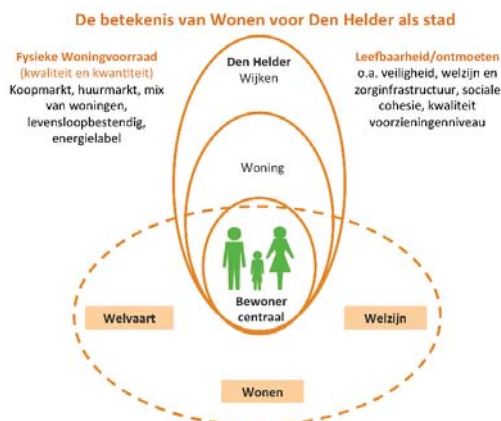 De betekenis van Wonen voor Den Helder als stad
Fysieke Woningvoorraad
(kwaliteit en kwantiteit)
Koopmarkt, huurmarkt, mix
van woningen,
levensloopbestendig,
energielabel
Den Helder
Wijken
Leefbaarheid/ontmoeten
o.a. veiligheid, welzijn en
zorginfrastructuur, sociale
cohesie, kwaliteit
voorzieningenniveau
Woning
Bewoner
centraal
Welvaart
Welzijn
Wonen